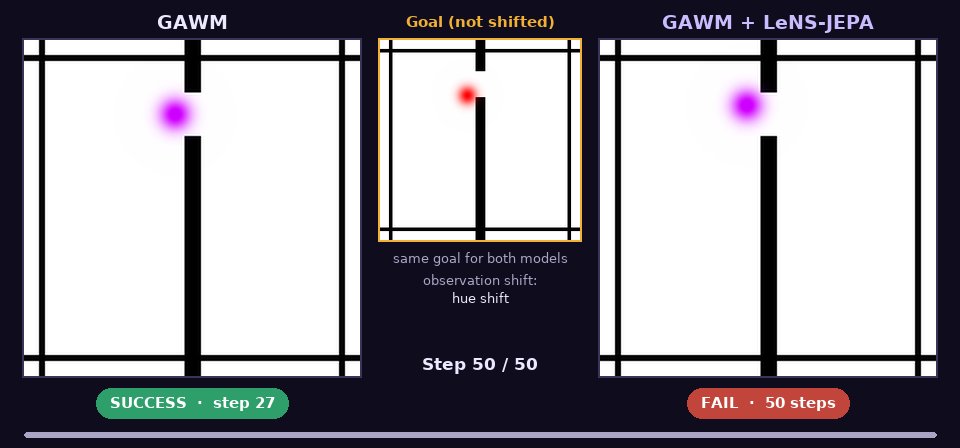 GAWM
Goal (not shifted)
GAWM + LeNS-JEPA
same goal for both models
observation shift:
hue shift
Step 50 / 50
SUCCESS · step 27
FAIL · 50 steps